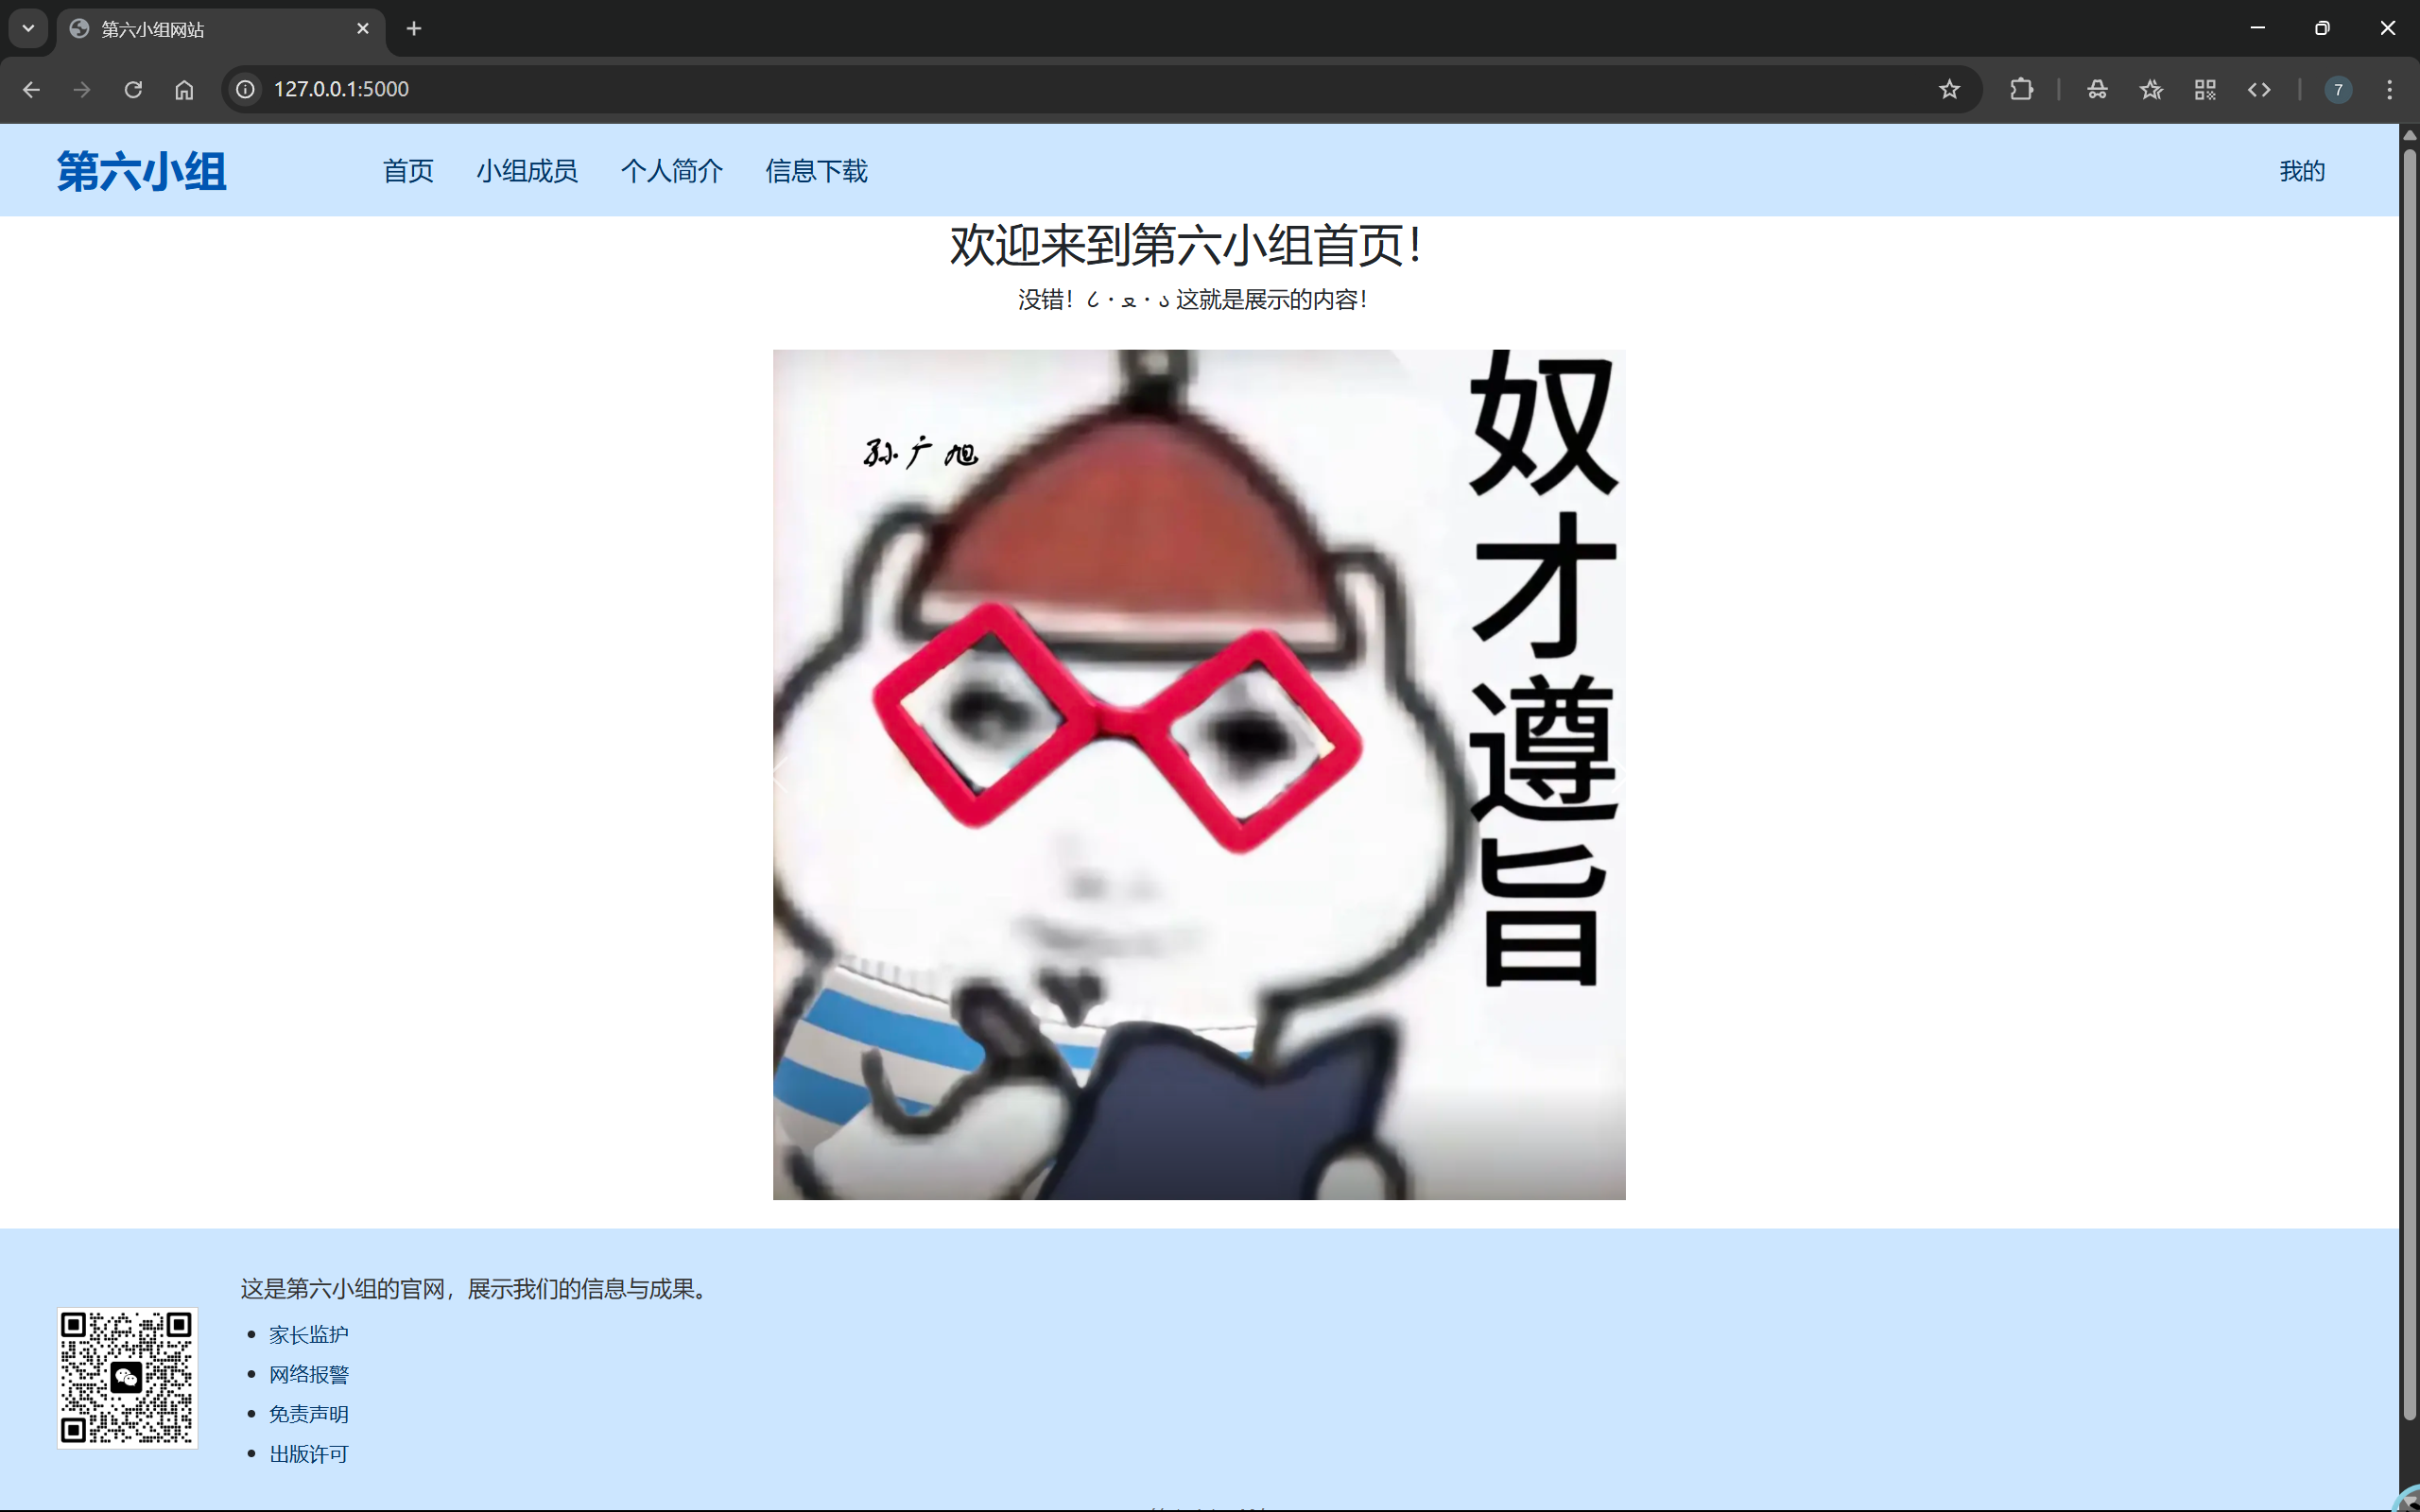 第六小组网站
127.0.0.1:5000
7
第六小组 首页 小组成员 个人简介 信息下载 我的
欢迎来到第六小组首页！
没错！૮・ﻌ・ა 这就是展示的内容！
孙广旭
奴才遵旨
这是第六小组的官网，展示我们的信息与成果。
家长监护
网络报警
免责声明
出版许可